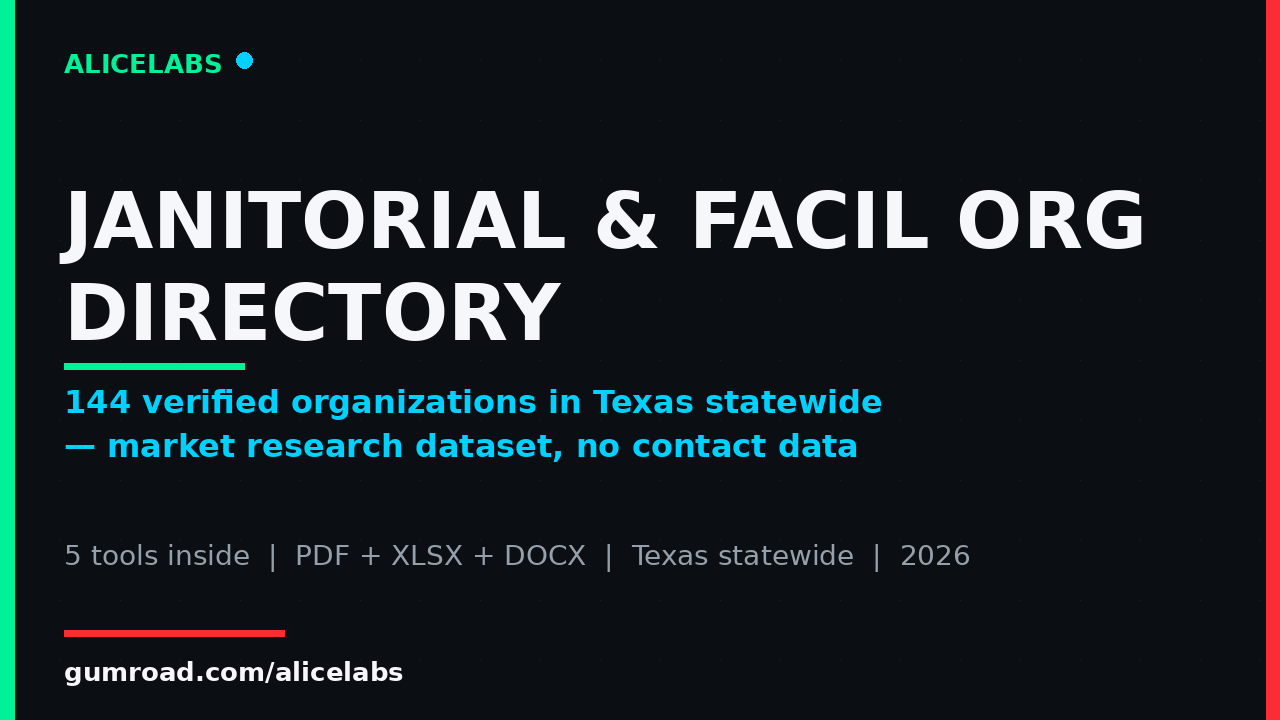 ALICELABS
JANITORIAL & FACIL ORG
DIRECTORY
144 verified organizations in Texas statewide
— market research dataset, no contact data
5 tools inside | PDF + XLSX + DOCX | Texas statewide | 2026
gumroad.com/alicelabs